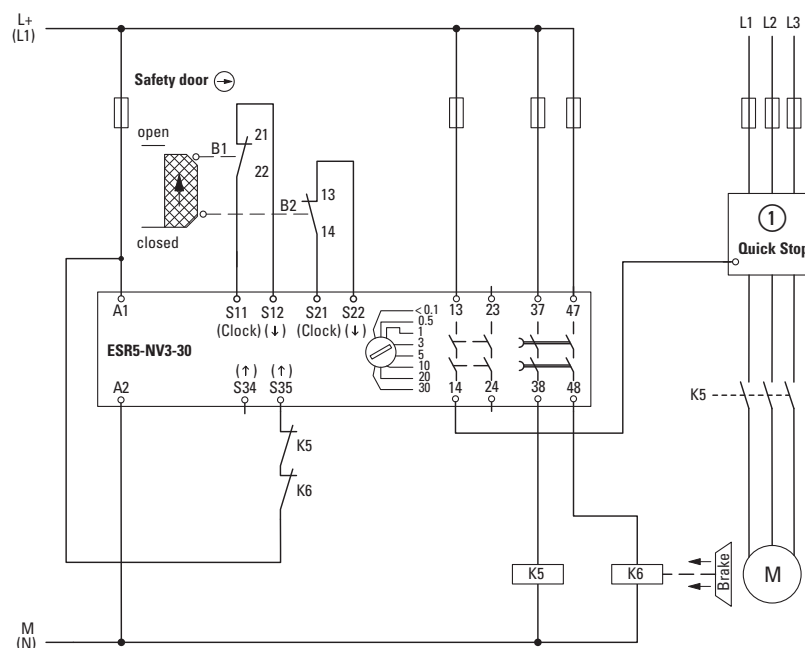 L+
(L1)
L1 L2 L3
Safety door
open
closed
B1
21
22
B2
13
14
1
Quick Stop
A1
S11
(Clock)
S12
(↓)
S21
(Clock)
S22
(↓)
< 0.1
0.5
1
3
5
10
20
30
13
23
37
47
ESR5-NV3-30
A2
(↑)
S34
(↑)
S35
14
24
38
48
K5
K5
K6
K5
K6
Brake
M
M
(N)